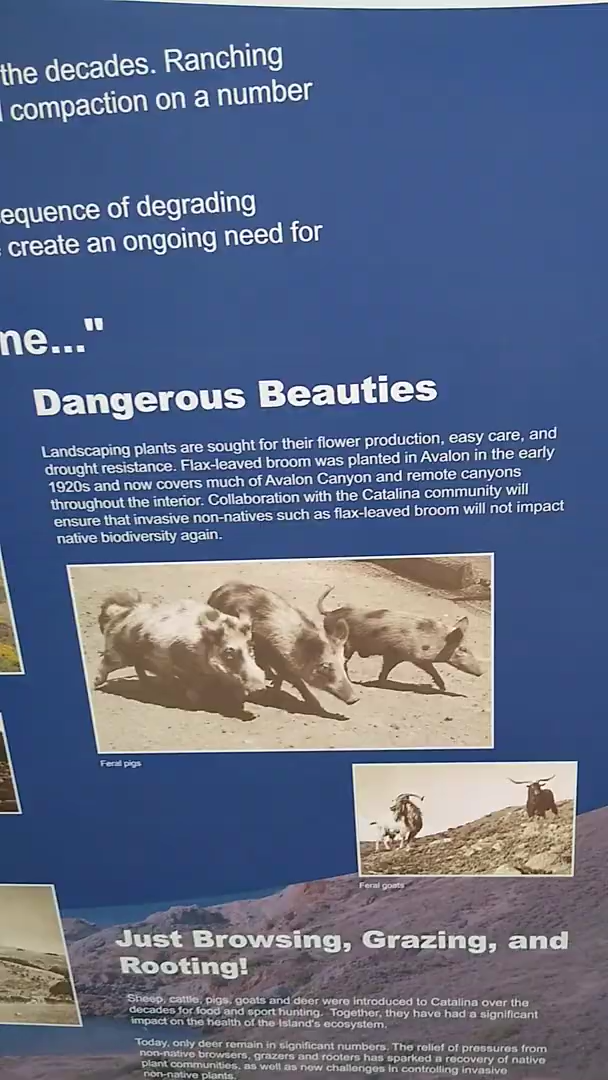 the decades. Ranching
compaction on a number
equence of degrading
create an ongoing need for
ne..."
Dangerous Beauties
Landscaping plants are sought for their flower production, easy care, and
drought resistance. Flax-leaved broom was planted in Avalon in the early
1920s and now covers much of Avalon Canyon and remote canyons
throughout the interior. Collaboration with the Catalina community will
ensure that invasive non-natives such as flax-leaved broom will not impact
native biodiversity again.
Feral pigs
Feral goats
Just Browsing, Grazing, and
Rooting!
Sheep, cattle, pigs, goats and deer were introduced to Catalina over the
decades for food and sport hunting. Together, they have had a significant
impact on the health of the Island's ecosystem.
Today, only deer remain in significant numbers. The relief of pressures from
non-native browsers, grazers and rooters has sparked a recovery of native
plant communities, as well as new challenges in controlling invasive
non-native plants.